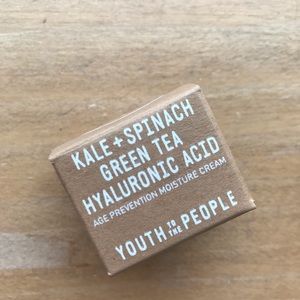 KALE + SPINACH
GREEN TEA
HYALURONIC ACID
AGE PREVENTION MOISTURE CREAM
YOUTH TO THE PEOPLE